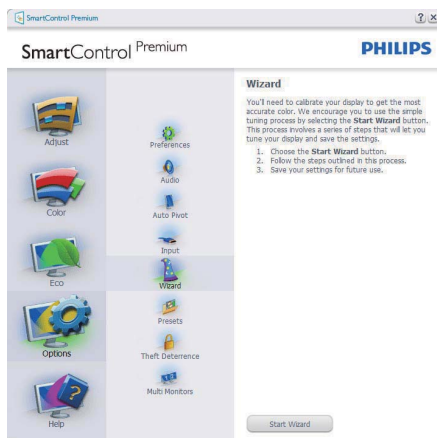 SmartControl Premium
SmartControl Premium
PHILIPS
Adjust
Color
Eco
Options
Help
Preferences
Audio
Auto Pivot
Input
Wizard
Presets
Theft Deterrence
Multi Monitors
Wizard
You'll need to calibrate your display to get the most
accurate color. We encourage you to use the simple
tuning process by selecting the Start Wizard button.
This process involves a series of steps that will let you
tune your display and save the settings.
1. Choose the Start Wizard button.
2. Follow the steps outlined in this process.
3. Save your settings for future use.
Start Wizard